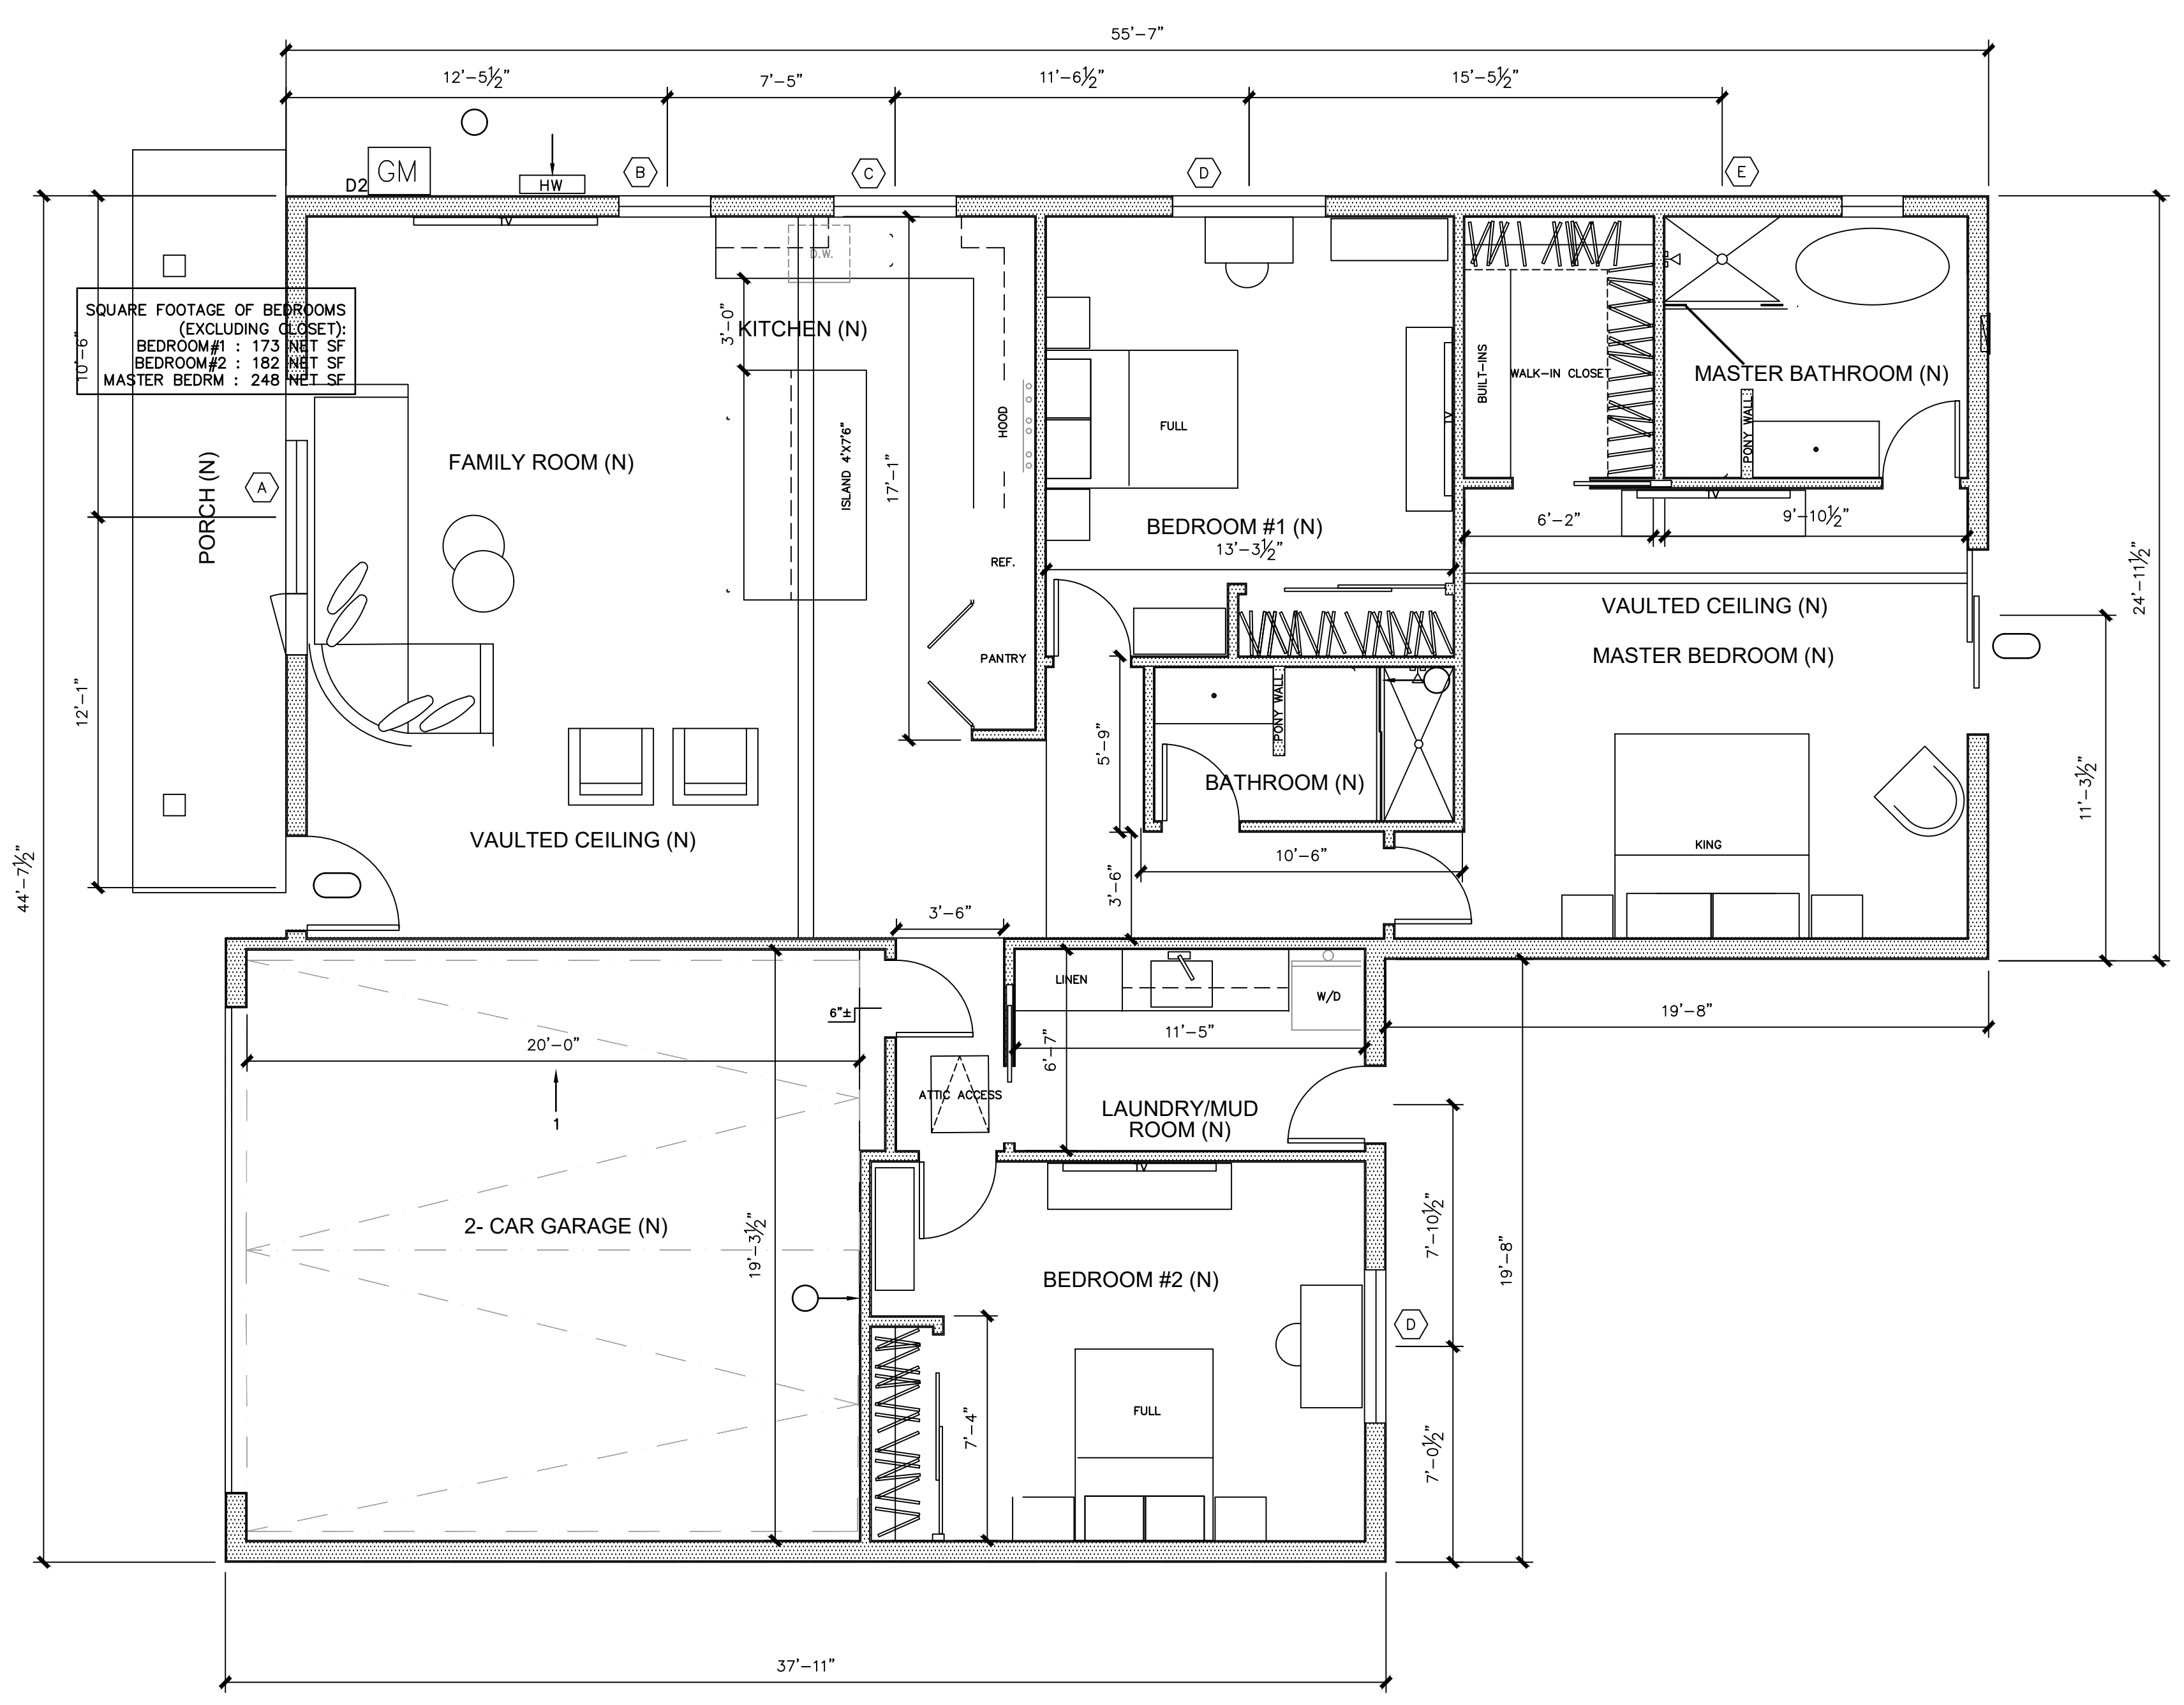 55'-7"
12'-5½"
7'-5"
11'-6½"
15'-5½"
D2
GM
HW
B
C
D
E
TV
D.W.
SQUARE FOOTAGE OF BEDROOMS
(EXCLUDING CLOSET):
BEDROOM#1 : 173 NET SF
BEDROOM#2 : 182 NET SF
MASTER BEDRM : 248 NET SF
10'-6"
3'-0"
KITCHEN (N)
BUILT-INS
WALK-IN CLOSET
MASTER BATHROOM (N)
HOOD
FULL
TV
PONY WALL
FAMILY ROOM (N)
ISLAND 4'X7'6"
17'-1"
PORCH (N)
A
TV
BEDROOM #1 (N)
13'-3½"
6'-2"
9'-10½"
REF.
24'-11½"
VAULTED CEILING (N)
MASTER BEDROOM (N)
PANTRY
12'-1"
PONY WALL
5'-9"
BATHROOM (N)
11'-3½"
VAULTED CEILING (N)
KING
10'-6"
44'-7½"
3'-6"
3'-6"
LINEN
W/D
6"±
19'-8"
11'-5"
20'-0"
6'-7"
ATTIC ACCESS
1
LAUNDRY/MUD
ROOM (N)
TV
2- CAR GARAGE (N)
19'-3½"
7'-10½"
19'-8"
BEDROOM #2 (N)
D
FULL
7'-4"
7'-0½"
37'-11"